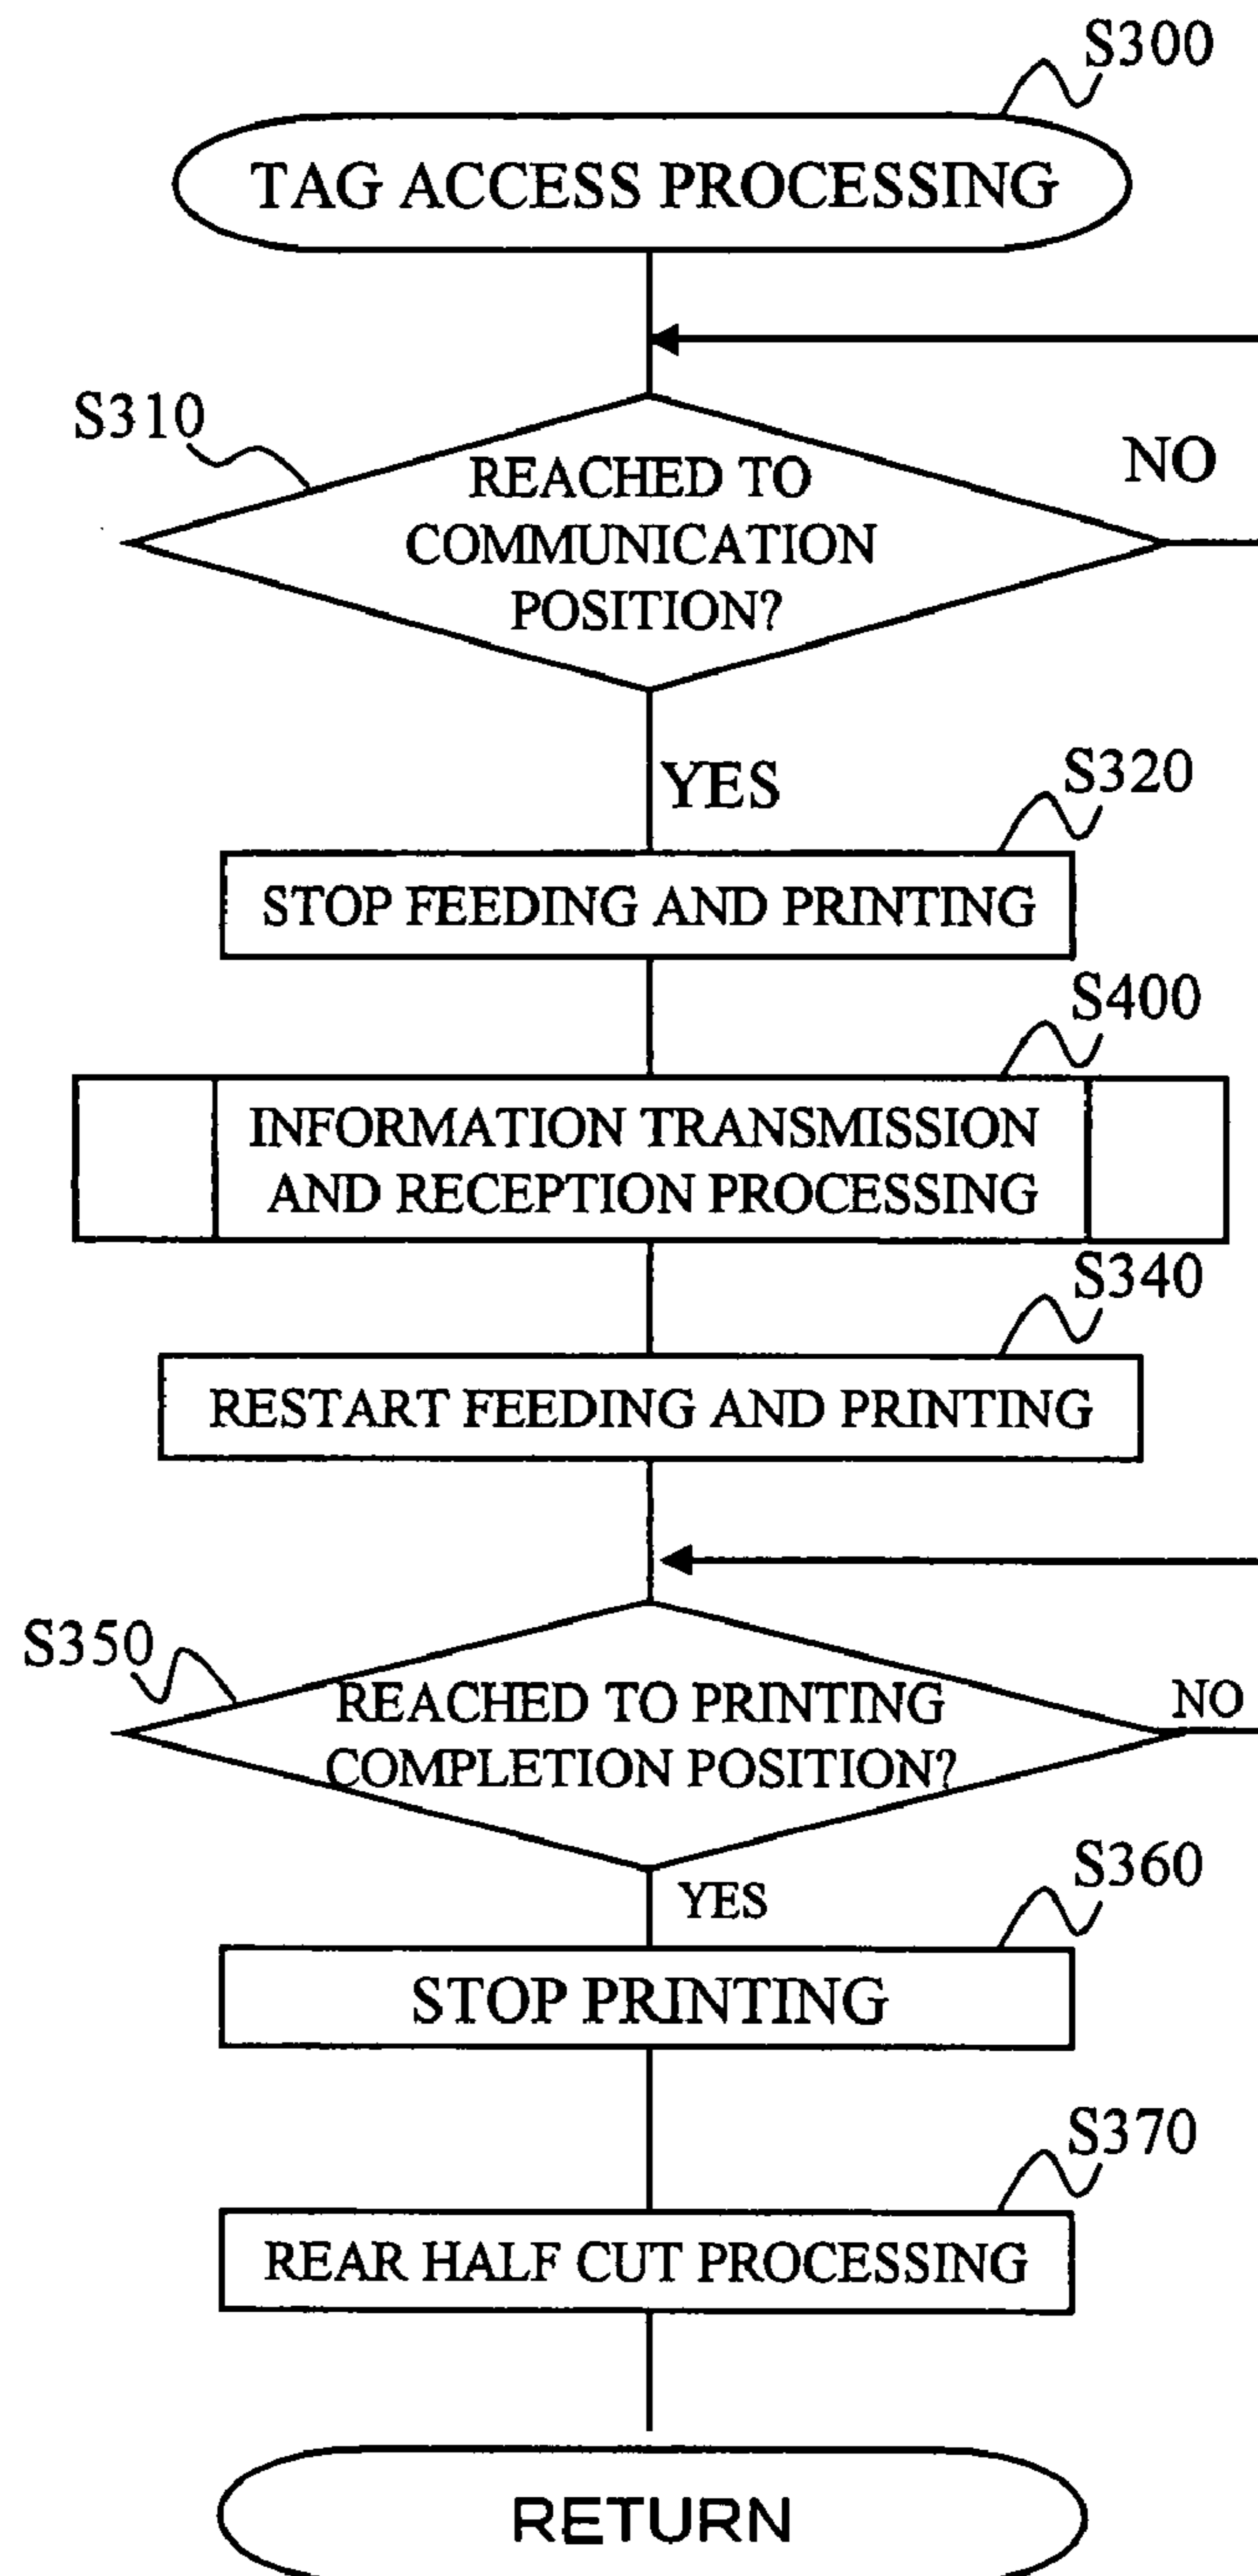 S300
TAG ACCESS PROCESSING
S310
REACHED TO
COMMUNICATION
POSITION?
NO
YES
S320
STOP FEEDING AND PRINTING
S400
INFORMATION TRANSMISSION
AND RECEPTION PROCESSING
S340
RESTART FEEDING AND PRINTING
S350
REACHED TO PRINTING
COMPLETION POSITION?
NO
YES
S360
STOP PRINTING
S370
REAR HALF CUT PROCESSING
RETURN